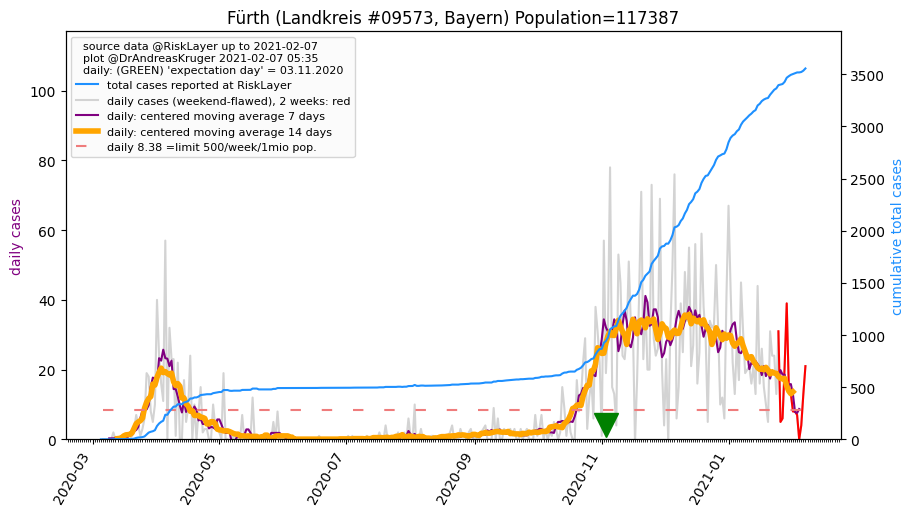 Fürth (Landkreis #09573, Bayern) Population=117387
source data @RiskLayer up to 2021-02-07
plot @DrAndreasKruger 2021-02-07 05:35
daily: (GREEN) 'expectation day' = 03.11.2020
total cases reported at RiskLayer
daily cases (weekend-flawed), 2 weeks: red
daily: centered moving average 7 days
daily: centered moving average 14 days
daily 8.38 =limit 500/week/1mio pop.
daily cases
0
20
40
60
80
100
cumulative total cases
0
500
1000
1500
2000
2500
3000
3500
2020-03
2020-05
2020-07
2020-09
2020-11
2021-01